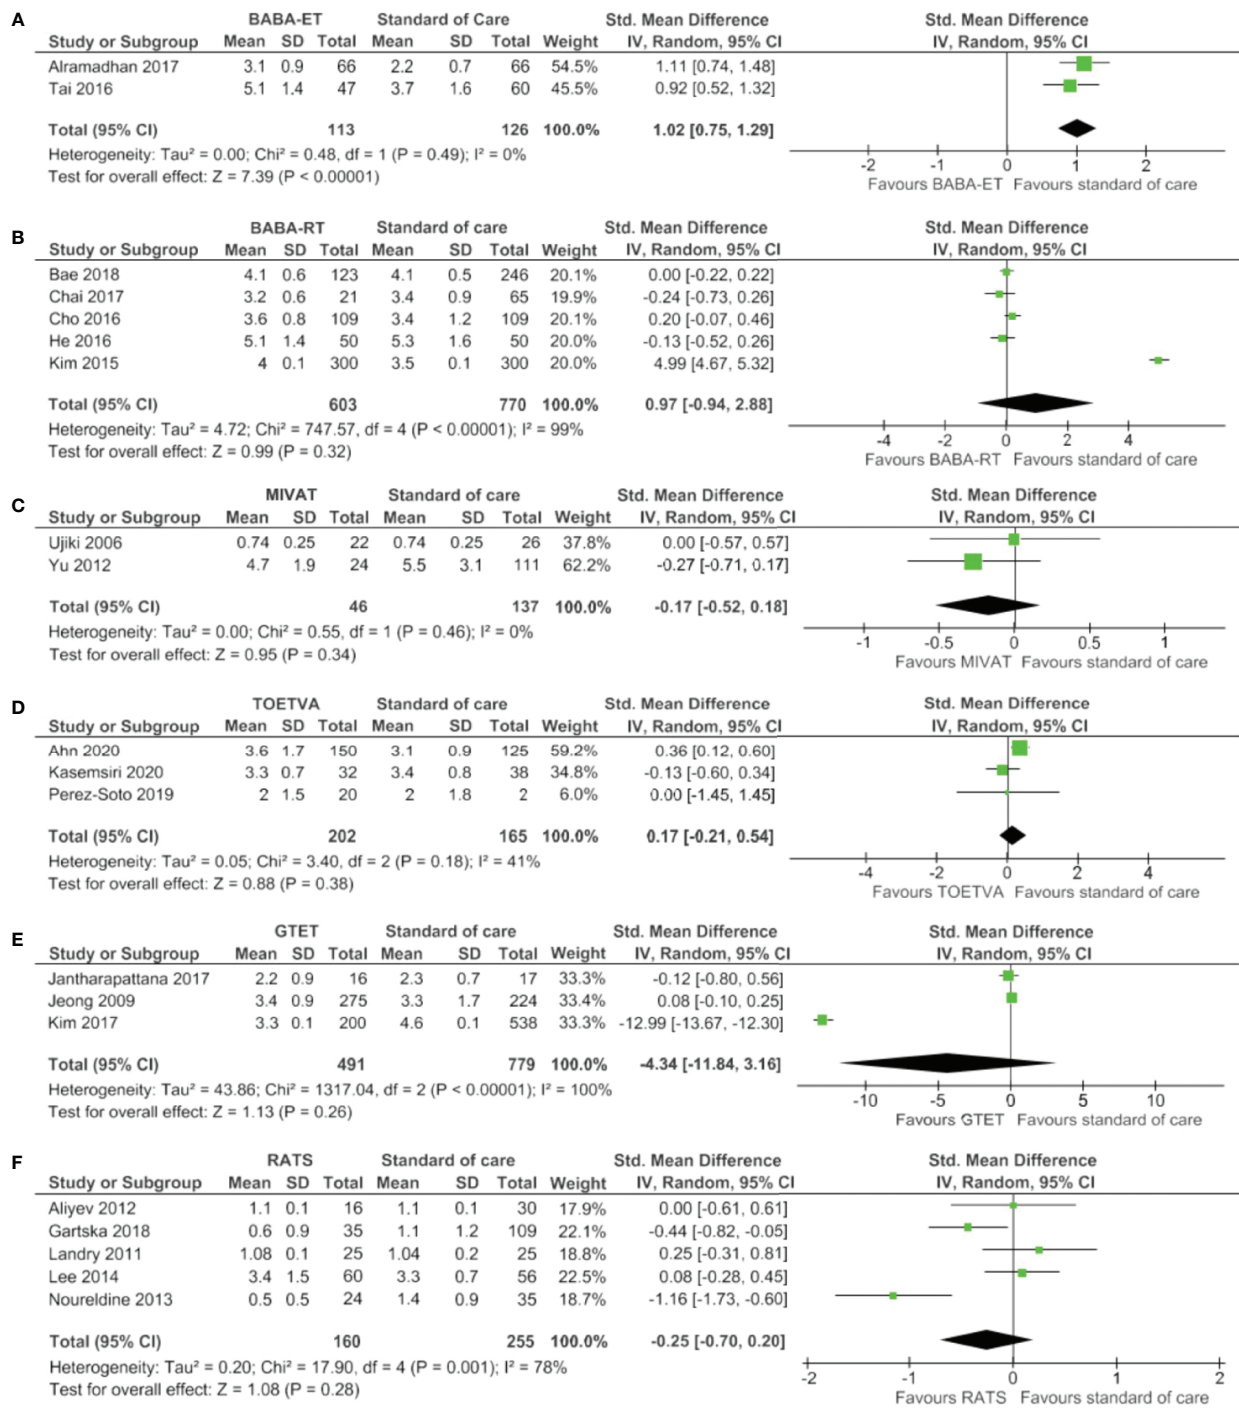 A
BABA-ET Standard of Care Std. Mean Difference Std. Mean Difference
Study or Subgroup Mean SD Total Mean SD Total Weight IV, Random, 95% CI IV, Random, 95% CI
Alramadhan 2017 3.1 0.9 66 2.2 0.7 66 54.5% 1.11 [0.74, 1.48]
Tai 2016 5.1 1.4 47 3.7 1.6 60 45.5% 0.92 [0.52, 1.32]
Total (95% CI) 113 126 100.0% 1.02 [0.75, 1.29]
Heterogeneity: Tau² = 0.00; Chi² = 0.48, df = 1 (P = 0.49); I² = 0%
Test for overall effect: Z = 7.39 (P < 0.00001)
-2 -1 0 1 2
Favours BABA-ET Favours standard of care
B
BABA-RT Standard of care Std. Mean Difference Std. Mean Difference
Study or Subgroup Mean SD Total Mean SD Total Weight IV, Random, 95% CI IV, Random, 95% CI
Bae 2018 4.1 0.6 123 4.1 0.5 246 20.1% 0.00 [-0.22, 0.22]
Chai 2017 3.2 0.6 21 3.4 0.9 65 19.9% -0.24 [-0.73, 0.26]
Cho 2016 3.6 0.8 109 3.4 1.2 109 20.1% 0.20 [-0.07, 0.46]
He 2016 5.1 1.4 50 5.3 1.6 50 20.0% -0.13 [-0.52, 0.26]
Kim 2015 4 0.1 300 3.5 0.1 300 20.0% 4.99 [4.67, 5.32]
Total (95% CI) 603 770 100.0% 0.97 [-0.94, 2.88]
Heterogeneity: Tau² = 4.72; Chi² = 747.57, df = 4 (P < 0.00001); I² = 99%
Test for overall effect: Z = 0.99 (P = 0.32)
-4 -2 0 2 4
Favours BABA-RT Favours standard of care
C
MIVAT Standard of care Std. Mean Difference Std. Mean Difference
Study or Subgroup Mean SD Total Mean SD Total Weight IV, Random, 95% CI IV, Random, 95% CI
Ujiki 2006 0.74 0.25 22 0.74 0.25 26 37.8% 0.00 [-0.57, 0.57]
Yu 2012 4.7 1.9 24 5.5 3.1 111 62.2% -0.27 [-0.71, 0.17]
Total (95% CI) 46 137 100.0% -0.17 [-0.52, 0.18]
Heterogeneity: Tau² = 0.00; Chi² = 0.55, df = 1 (P = 0.46); I² = 0%
Test for overall effect: Z = 0.95 (P = 0.34)
-1 -0.5 0 0.5 1
Favours MIVAT Favours standard of care
D
TOETVA Standard of care Std. Mean Difference Std. Mean Difference
Study or Subgroup Mean SD Total Mean SD Total Weight IV, Random, 95% CI IV, Random, 95% CI
Ahn 2020 3.6 1.7 150 3.1 0.9 125 59.2% 0.36 [0.12, 0.60]
Kasemsiri 2020 3.3 0.7 32 3.4 0.8 38 34.8% -0.13 [-0.60, 0.34]
Perez-Soto 2019 2 1.5 20 2 1.8 2 6.0% 0.00 [-1.45, 1.45]
Total (95% CI) 202 165 100.0% 0.17 [-0.21, 0.54]
Heterogeneity: Tau² = 0.05; Chi² = 3.40, df = 2 (P = 0.18); I² = 41%
Test for overall effect: Z = 0.88 (P = 0.38)
-4 -2 0 2 4
Favours TOETVA Favours standard of care
E
GTET Standard of care Std. Mean Difference Std. Mean Difference
Study or Subgroup Mean SD Total Mean SD Total Weight IV, Random, 95% CI IV, Random, 95% CI
Jantharapattana 2017 2.2 0.9 16 2.3 0.7 17 33.3% -0.12 [-0.80, 0.56]
Jeong 2009 3.4 0.9 275 3.3 1.7 224 33.4% 0.08 [-0.10, 0.25]
Kim 2017 3.3 0.1 200 4.6 0.1 538 33.3% -12.99 [-13.67, -12.30]
Total (95% CI) 491 779 100.0% -4.34 [-11.84, 3.16]
Heterogeneity: Tau² = 43.86; Chi² = 1317.04, df = 2 (P < 0.00001); I² = 100%
Test for overall effect: Z = 1.13 (P = 0.26)
-10 -5 0 5 10
Favours GTET Favours standard of care
F
RATS Standard of care Std. Mean Difference Std. Mean Difference
Study or Subgroup Mean SD Total Mean SD Total Weight IV, Random, 95% CI IV, Random, 95% CI
Aliyev 2012 1.1 0.1 16 1.1 0.1 30 17.9% 0.00 [-0.61, 0.61]
Gartska 2018 0.6 0.9 35 1.1 1.2 109 22.1% -0.44 [-0.82, -0.05]
Landry 2011 1.08 0.1 25 1.04 0.2 25 18.8% 0.25 [-0.31, 0.81]
Lee 2014 3.4 1.5 60 3.3 0.7 56 22.5% 0.08 [-0.28, 0.45]
Noureldine 2013 0.5 0.5 24 1.4 0.9 35 18.7% -1.16 [-1.73, -0.60]
Total (95% CI) 160 255 100.0% -0.25 [-0.70, 0.20]
Heterogeneity: Tau² = 0.20; Chi² = 17.90, df = 4 (P = 0.001); I² = 78%
Test for overall effect: Z = 1.08 (P = 0.28)
-2 -1 0 1 2
Favours RATS Favours standard of care